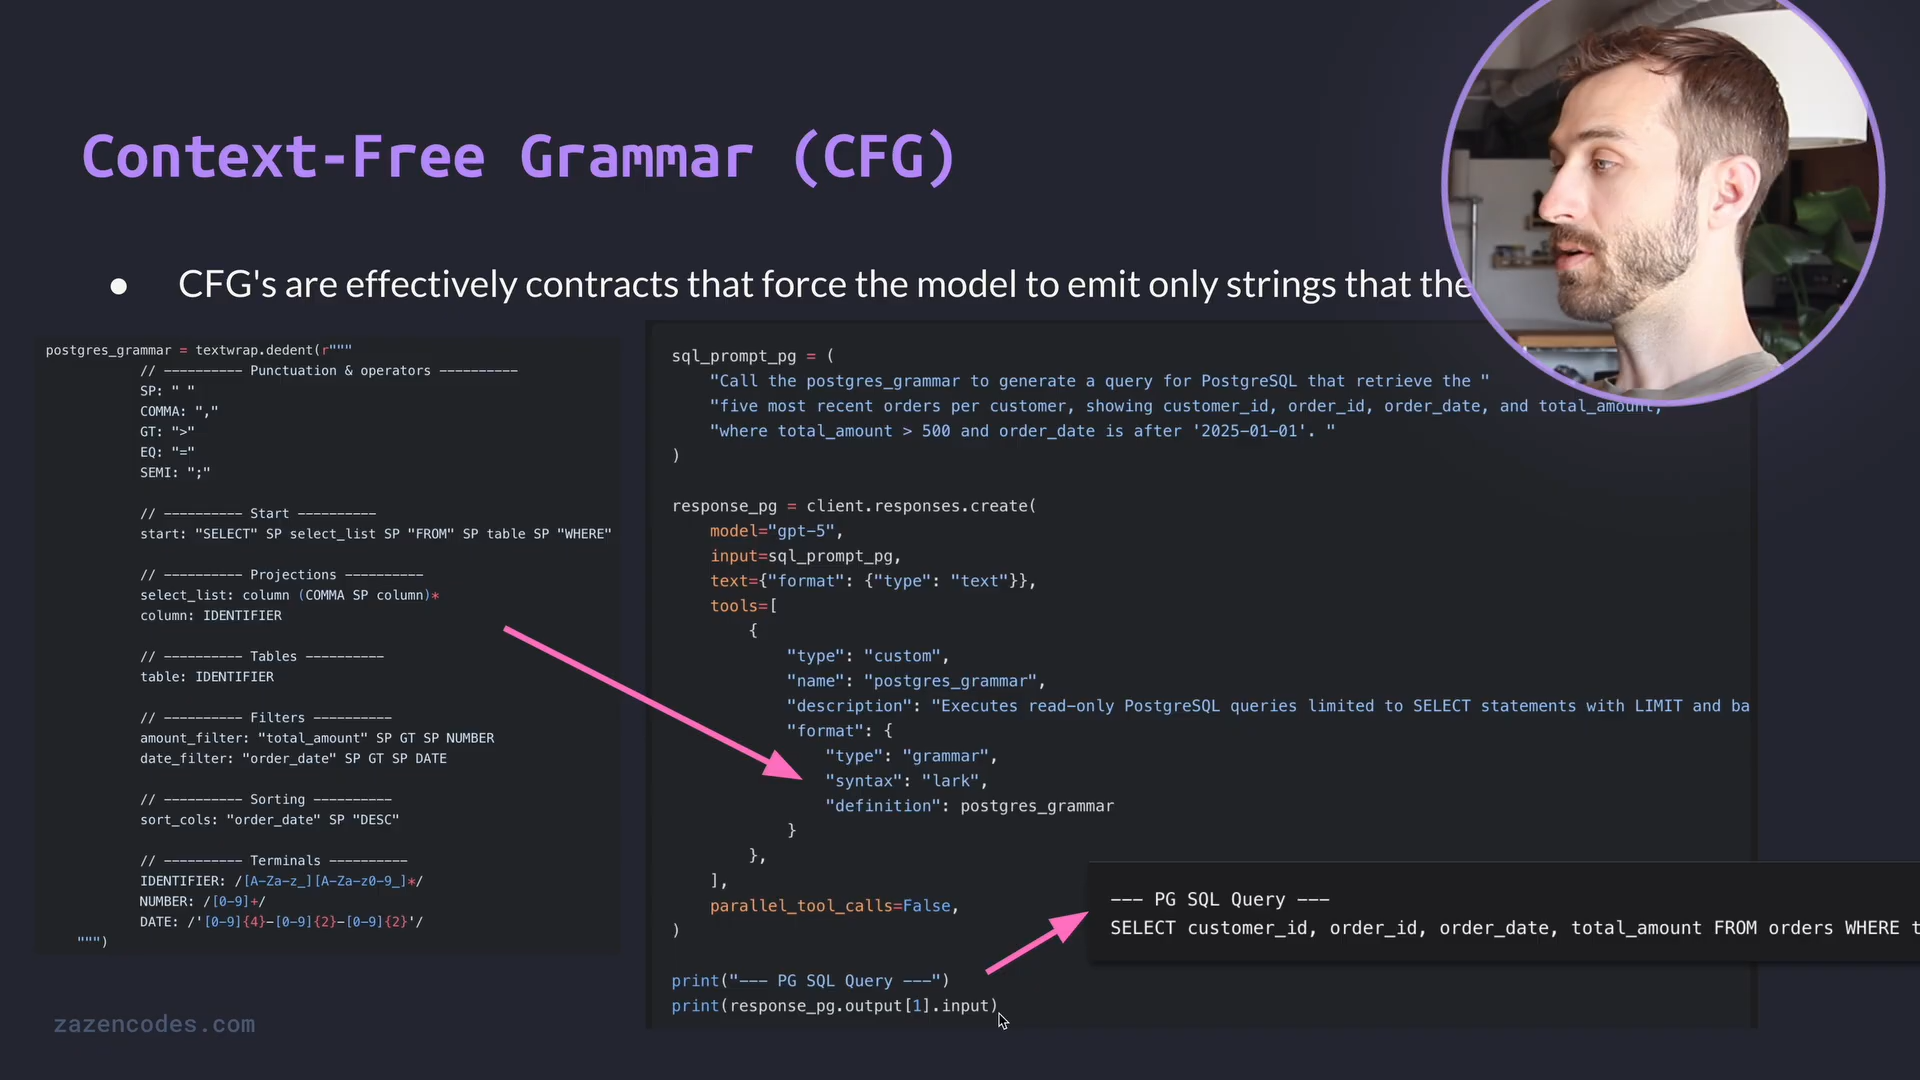 Context-Free Grammar (CFG)
● CFG's are effectively contracts that force the model to emit only strings that the
postgres_grammar = textwrap.dedent(r"""
// ---------- Punctuation & operators ----------
SP: " "
COMMA: ","
GT: ">"
EQ: "="
SEMI: ";"
// ---------- Start ----------
start: "SELECT" SP select_list SP "FROM" SP table SP "WHERE"
// ---------- Projections ----------
select_list: column (COMMA SP column)*
column: IDENTIFIER
// ---------- Tables ----------
table: IDENTIFIER
// ---------- Filters ----------
amount_filter: "total_amount" SP GT SP NUMBER
date_filter: "order_date" SP GT SP DATE
// ---------- Sorting ----------
sort_cols: "order_date" SP "DESC"
// ---------- Terminals ----------
IDENTIFIER: /[A-Za-z_][A-Za-z0-9_]*/
NUMBER: /[0-9]+/
DATE: /'[0-9]{4}-[0-9]{2}-[0-9]{2}'/
""")
sql_prompt_pg = (
"Call the postgres_grammar to generate a query for PostgreSQL that retrieve the "
"five most recent orders per customer, showing customer_id, order_id, order_date, and total_amount,
"where total_amount > 500 and order_date is after '2025-01-01'. "
)
response_pg = client.responses.create(
model="gpt-5",
input=sql_prompt_pg,
text={"format": {"type": "text"}},
tools=[
{
"type": "custom",
"name": "postgres_grammar",
"description": "Executes read-only PostgreSQL queries limited to SELECT statements with LIMIT and ba
"format": {
"type": "grammar",
"syntax": "lark",
"definition": postgres_grammar
}
},
],
parallel_tool_calls=False,
)
print("--- PG SQL Query ---")
print(response_pg.output[1].input)
--- PG SQL Query ---
SELECT customer_id, order_id, order_date, total_amount FROM orders WHERE t
zazencodes.com